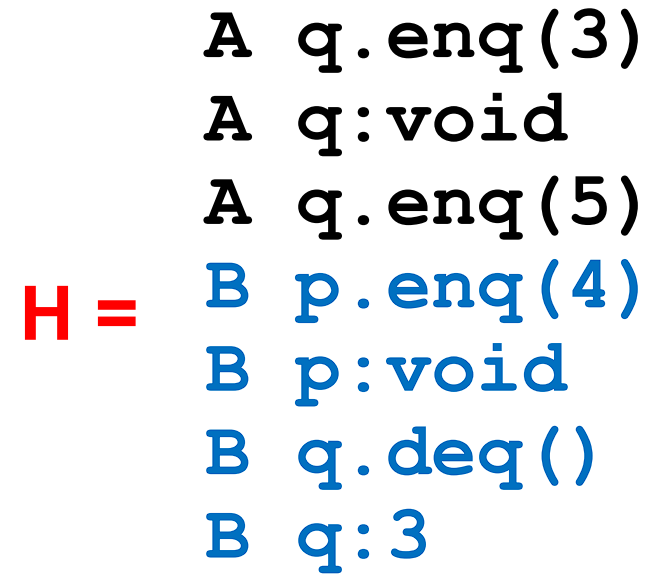 A q.enq(3)
A q:void
A q.enq(5)
H =
B p.enq(4)
B p:void
B q.deq()
B q:3